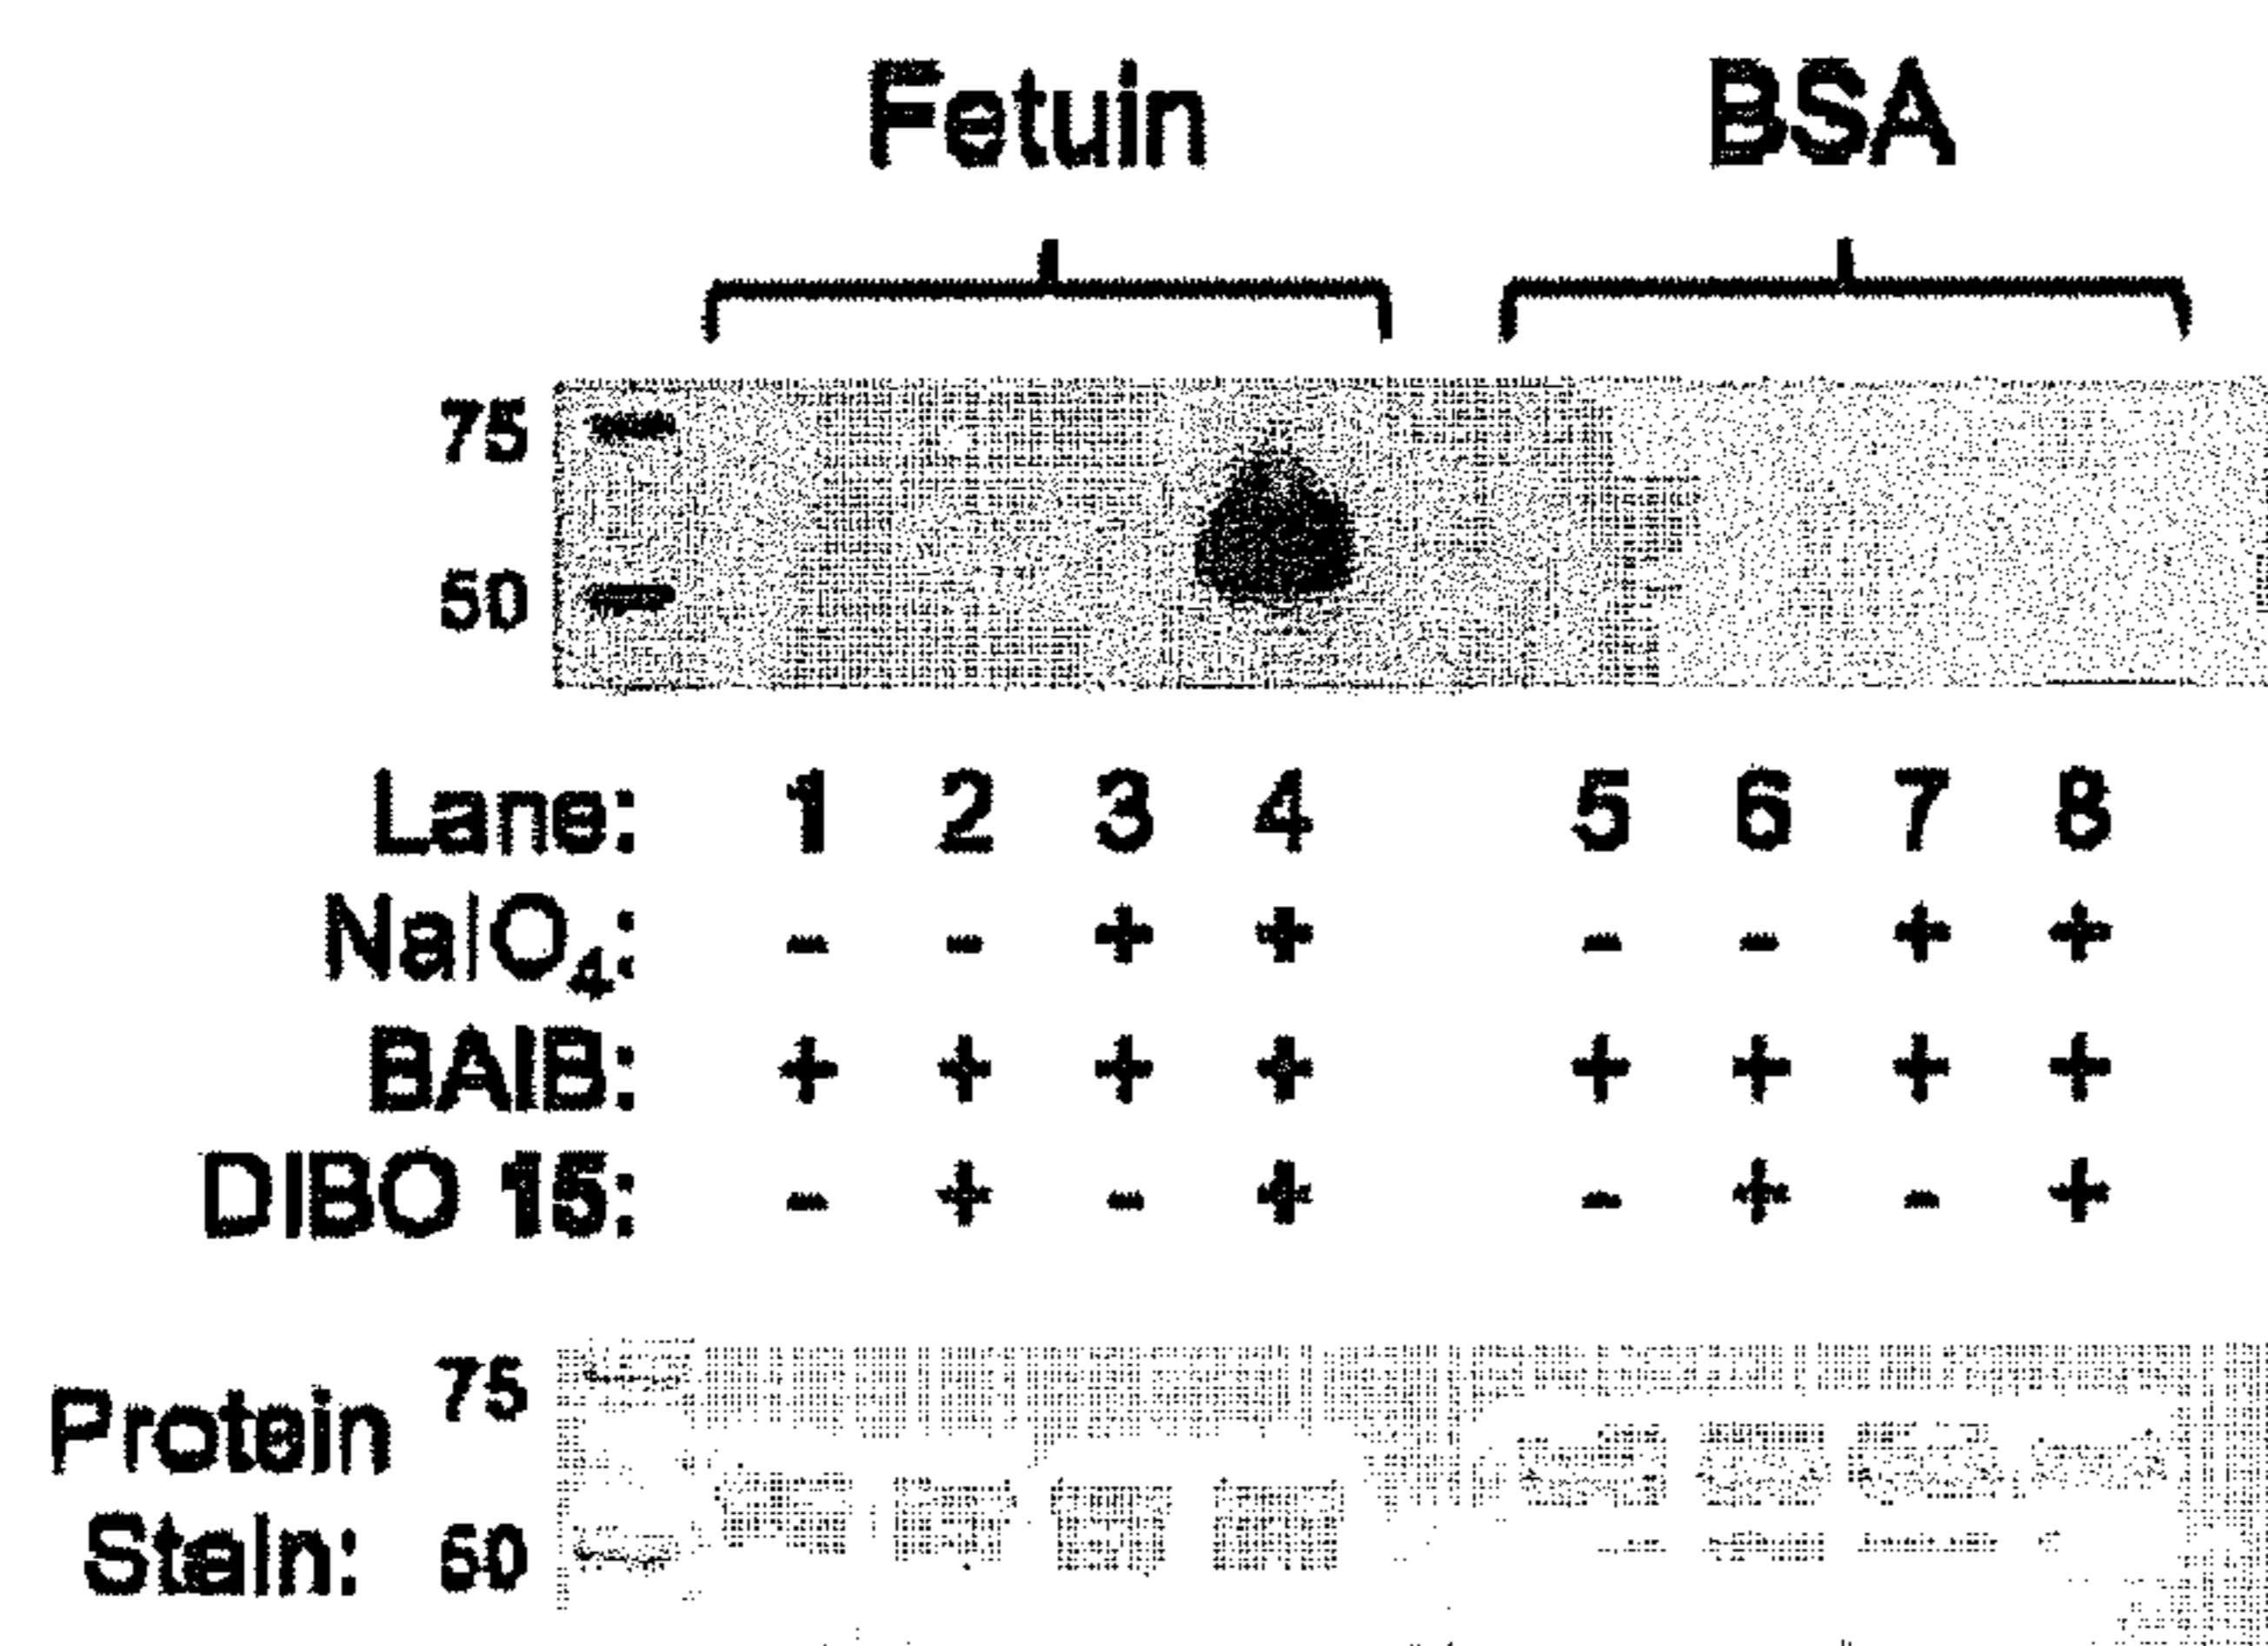 Fetuin BSA
75
50
Lane: 1 2 3 4 5 6 7 8
NaIO4: - - + + - - + +
BAIB: + + + + + + + +
DIBO 15: - + - + - + - +
Protein 75
Stain: 50